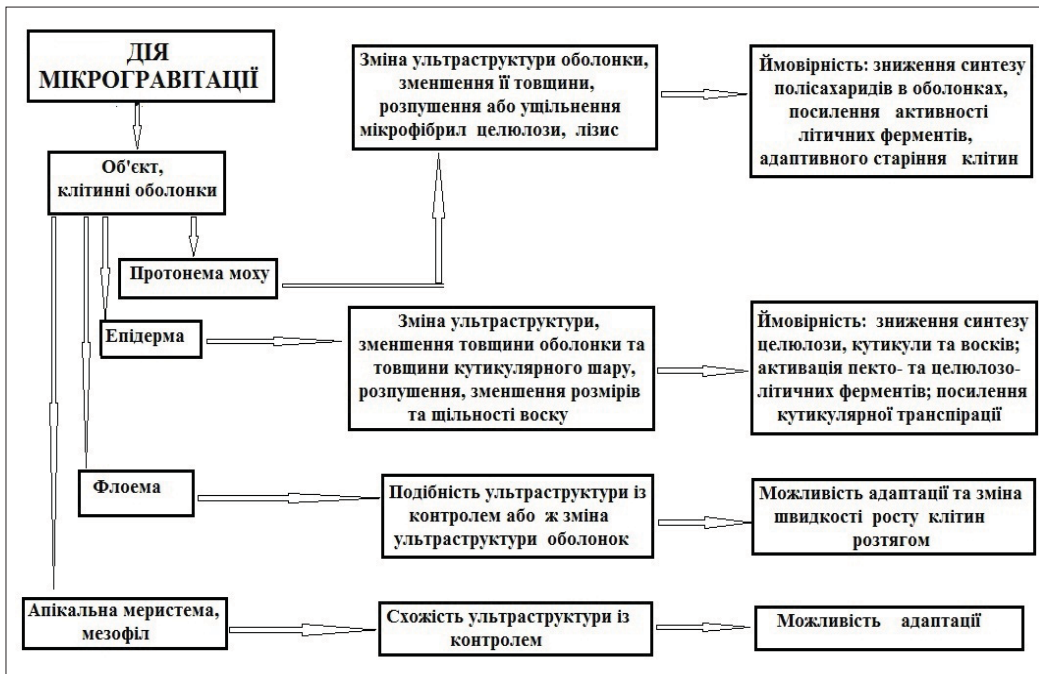 ДІЯ
МІКРОГРАВІТАЦІЇ
Об'єкт,
клітинні оболонки
Протонема моху
Зміна ультраструктури оболонки,
зменшення її товщини,
розпушення або ущільнення
мікрофібрил целюлози, лізис
Ймовірність: зниження синтезу
полісахаридів в оболонках,
посилення активності
літичних ферментів,
адаптивного старіння клітин
Епідерма
Зміна ультраструктури,
зменшення товщини оболонки та
товщини кутикулярного шару,
розпушення, зменшення розмірів
та щільності воску
Ймовірність: зниження синтезу
целюлози, кутикули та восків;
активація пекто- та целюлозо-
літичних ферментів; посилення
кутикулярної транспірації
Флоема
Подібність ультраструктури із
контролем або ж зміна
ультраструктури оболонок
Можливість адаптації та зміна
швидкості росту клітин
розтягом
Апікальна меристема,
мезофіл
Схожість ультраструктури із
контролем
Можливість адаптації